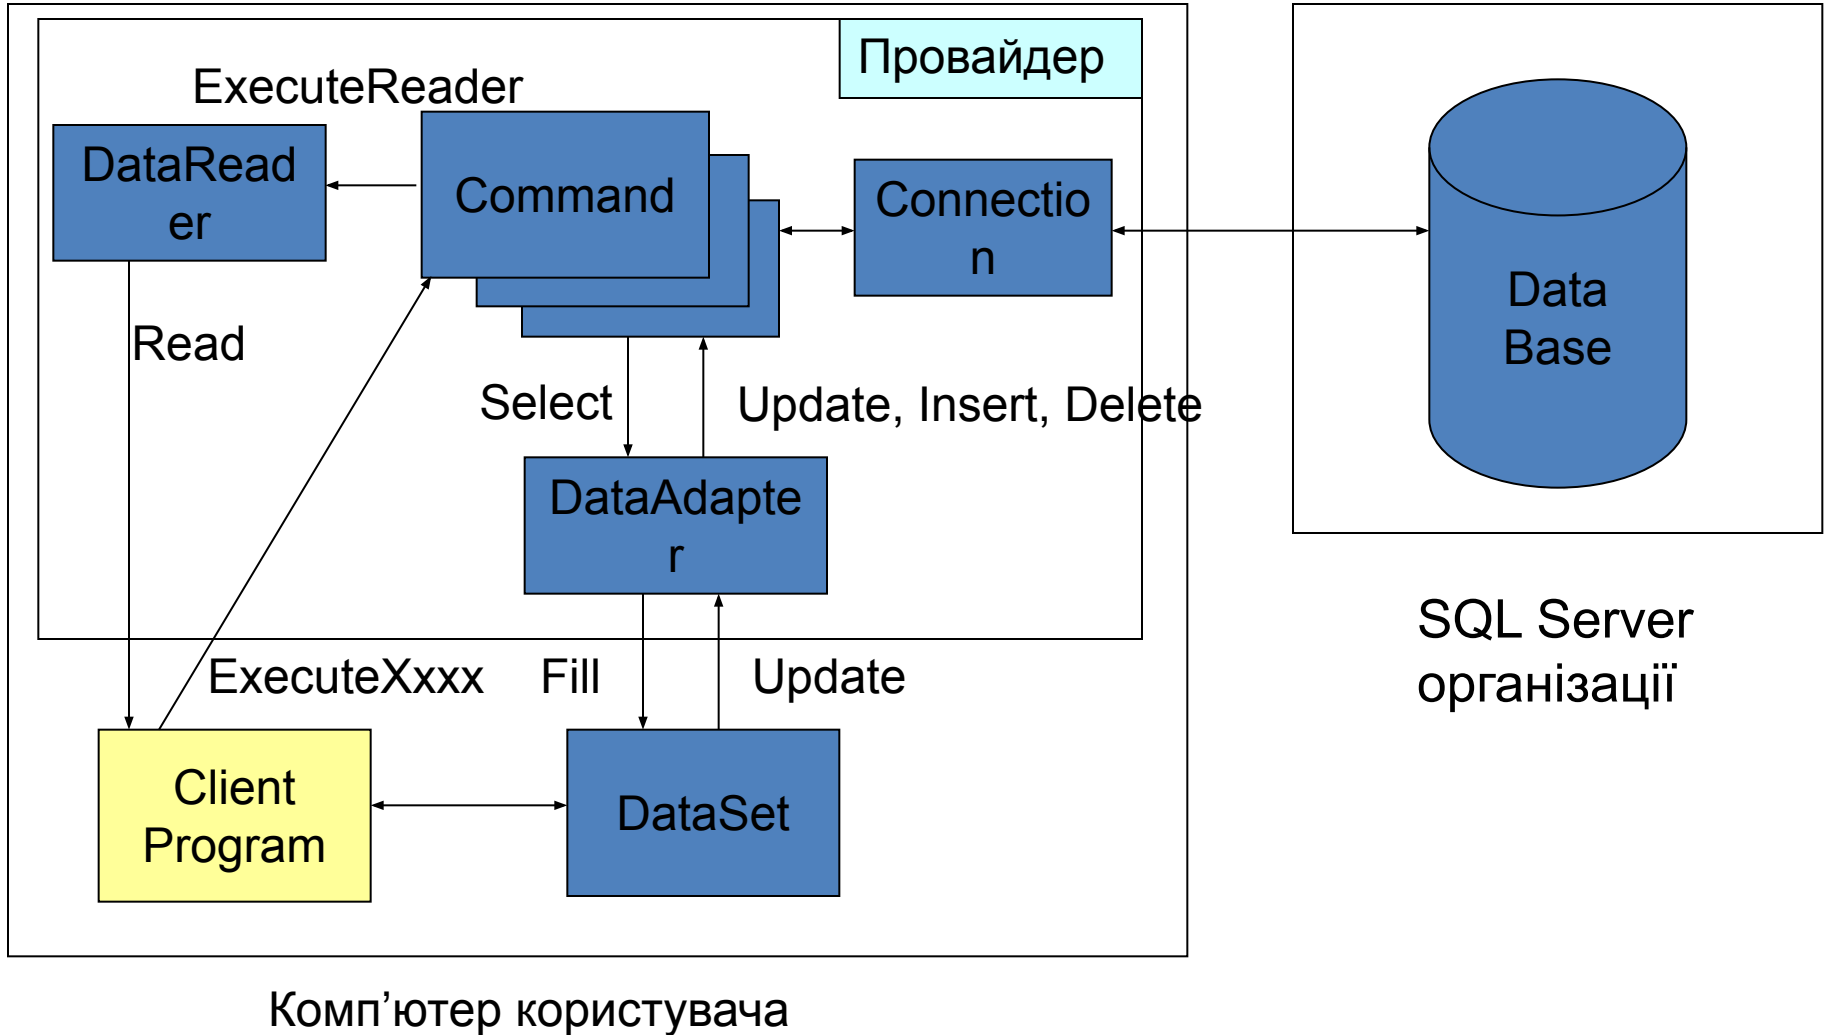 Провайдер
ExecuteReader
DataRead
er
Command
Connectio
n
Data
Base
Read
Select
Update, Insert, Delete
DataAdapte
r
SQL Server
організації
ExecuteXxxx
Fill
Update
Client
Program
DataSet
Комп’ютер користувача